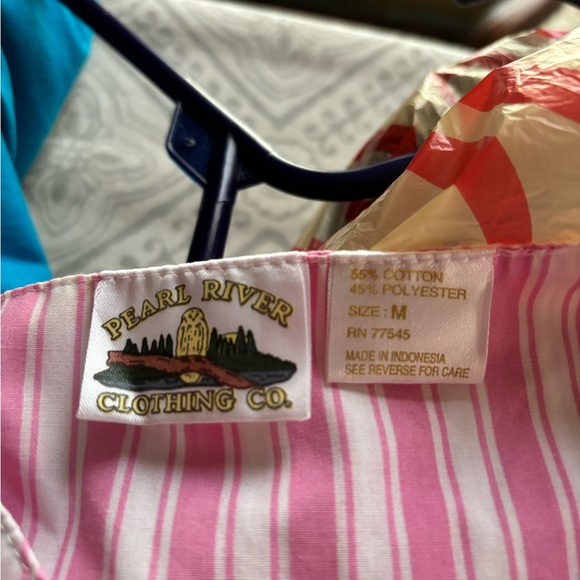 PEARL RIVER
CLOTHING CO.
55% COTTON
45% POLYESTER
SIZE : M
RN 77545
MADE IN INDONESIA
SEE REVERSE FOR CARE